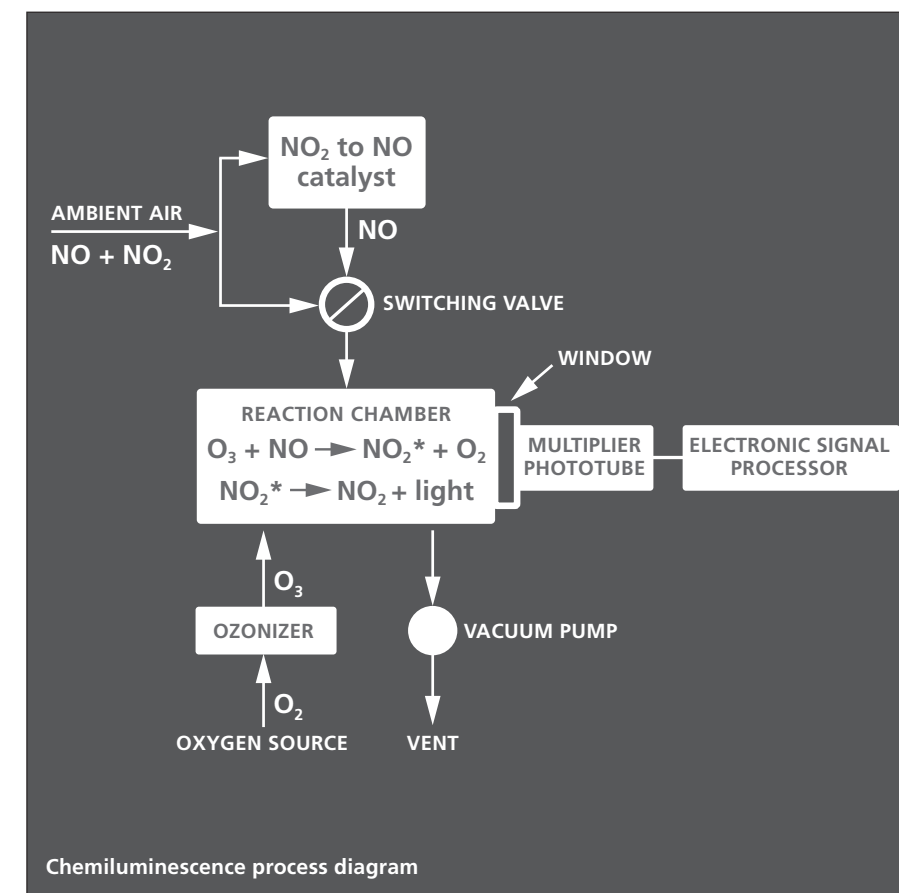 NO₂ to NO
catalyst
AMBIENT AIR
NO + NO₂
NO
SWITCHING VALVE
WINDOW
REACTION CHAMBER
O₃ + NO → NO₂* + O₂
NO₂* → NO₂ + light
MULTIPLIER
PHOTOTUBE
ELECTRONIC SIGNAL
PROCESSOR
O₃
OZONIZER
VACUUM PUMP
O₂
OXYGEN SOURCE
VENT
Chemiluminescence process diagram